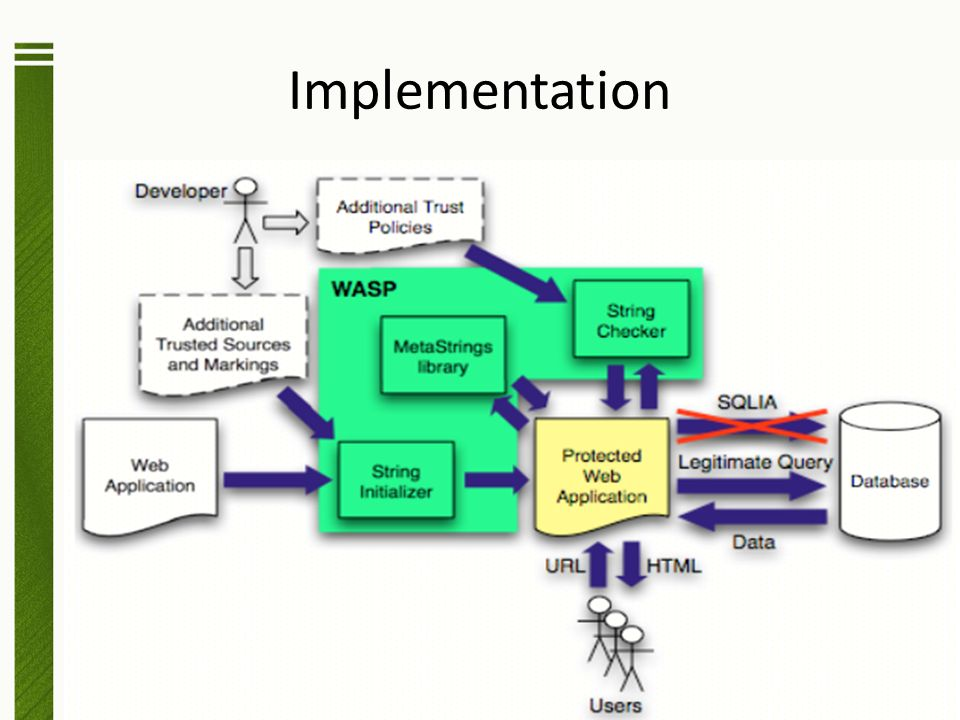 Implementation
Developer
Additional Trust
Policies
WASP
String
Checker
Additional
Trusted Sources
and Markings
MetaStrings
library
SQLIA
Web
Application
String
Initializer
Protected
Web
Application
Legitimate Query
Database
Data
URL
HTML
Users